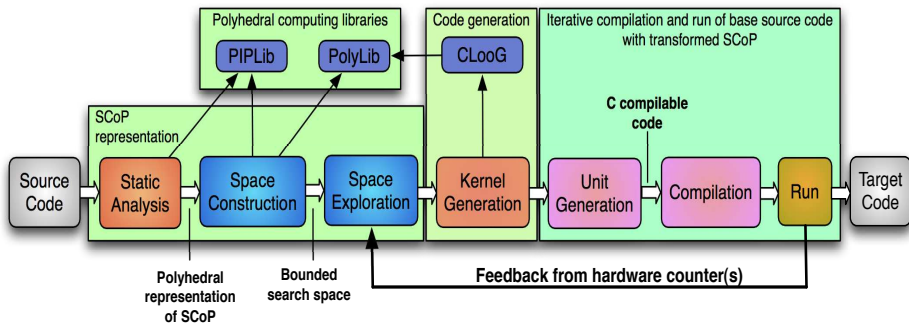 Polyhedral computing libraries
Code generation
Iterative compilation and run of base source code
with transformed SCoP
PIPLib
PolyLib
CLooG
SCoP
representation
C compilable
code
Source
Code
Static
Analysis
Space
Construction
Space
Exploration
Kernel
Generation
Unit
Generation
Compilation
Run
Target
Code
Polyhedral
representation
of SCoP
Bounded
search space
Feedback from hardware counter(s)